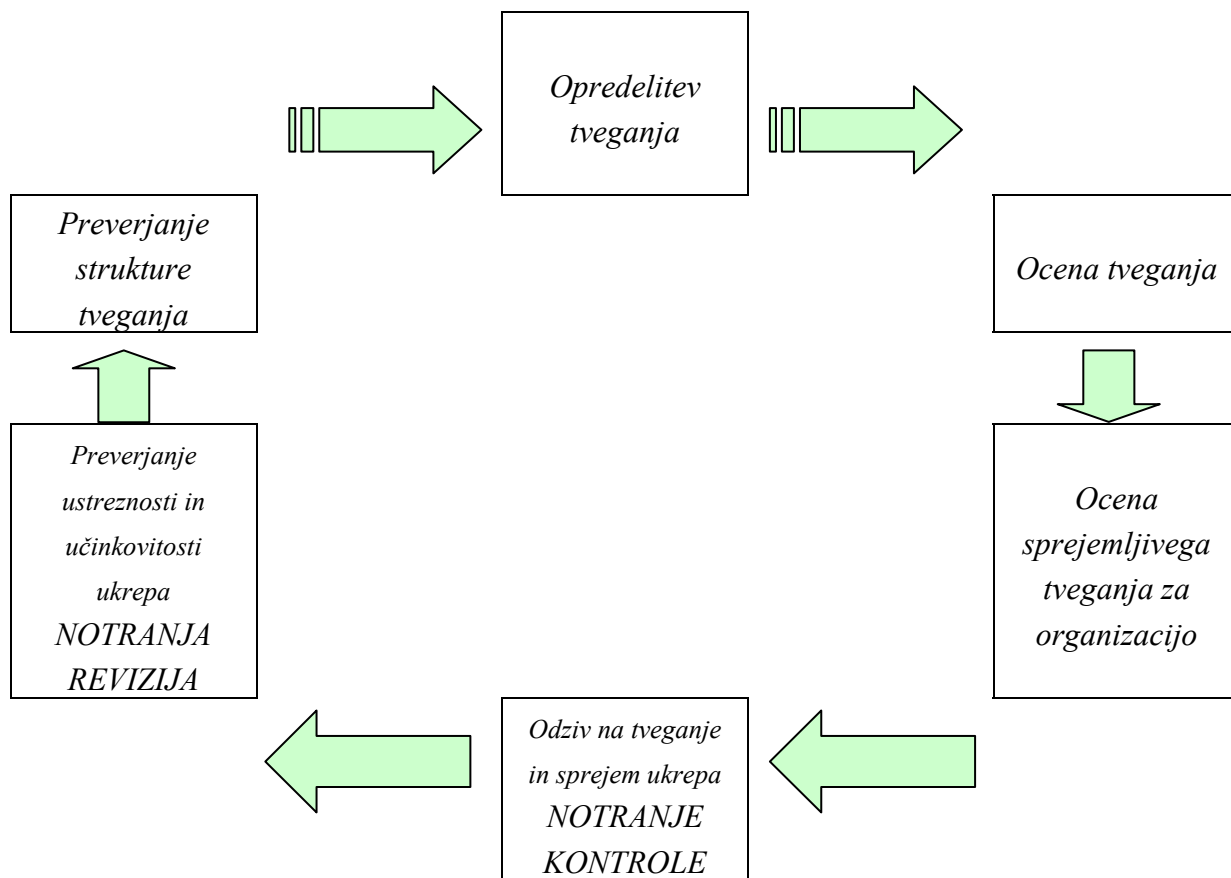 Opredelitev
tveganja
Ocena tveganja
Ocena
sprejemljivega
tveganja za
organizacijo
Odziv na tveganje
in sprejem ukrepa
NOTRANJE
KONTROLE
Preverjanje
ustreznosti in
učinkovitosti
ukrepa
NOTRANJA
REVIZIJA
Preverjanje
strukture
tveganja